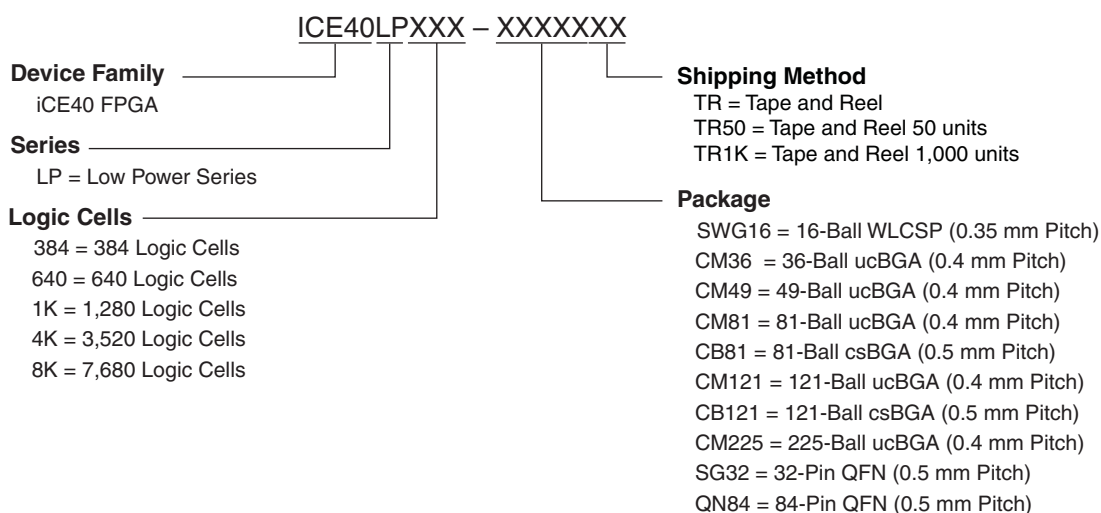 ICE40LPXXX – XXXXXXX
Device Family
iCE40 FPGA
Series
LP = Low Power Series
Logic Cells
384 = 384 Logic Cells
640 = 640 Logic Cells
1K = 1,280 Logic Cells
4K = 3,520 Logic Cells
8K = 7,680 Logic Cells
Shipping Method
TR = Tape and Reel
TR50 = Tape and Reel 50 units
TR1K = Tape and Reel 1,000 units
Package
SWG16 = 16-Ball WLCSP (0.35 mm Pitch)
CM36 = 36-Ball ucBGA (0.4 mm Pitch)
CM49 = 49-Ball ucBGA (0.4 mm Pitch)
CM81 = 81-Ball ucBGA (0.4 mm Pitch)
CB81 = 81-Ball csBGA (0.5 mm Pitch)
CM121 = 121-Ball ucBGA (0.4 mm Pitch)
CB121 = 121-Ball csBGA (0.5 mm Pitch)
CM225 = 225-Ball ucBGA (0.4 mm Pitch)
SG32 = 32-Pin QFN (0.5 mm Pitch)
QN84 = 84-Pin QFN (0.5 mm Pitch)